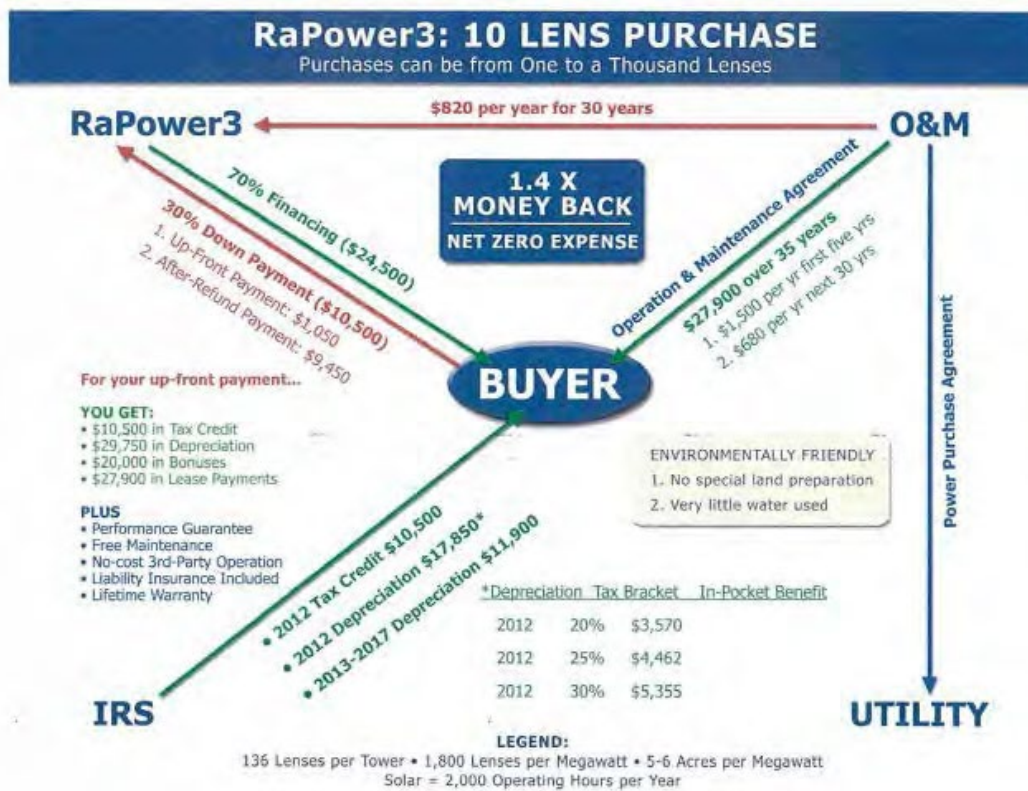 RaPower3: 10 LENS PURCHASE
Purchases can be from One to a Thousand Lenses
$820 per year for 30 years
RaPower3
O&M
1.4 X
MONEY BACK
NET ZERO EXPENSE
70% Financing ($24,500)
30% Down Payment ($10,500)
1. Up-Front Payment: $1,050
2. After-Refund Payment: $9,450
Operation & Maintenance Agreement
$27,900 over 35 years
1. $1,500 per yr first five yrs
2. $680 per yr next 30 yrs
Power Purchase Agreement
BUYER
For your up-front payment...
YOU GET:
• $10,500 in Tax Credit
• $29,750 in Depreciation
• $20,000 in Bonuses
• $27,900 in Lease Payments
PLUS
• Performance Guarantee
• Free Maintenance
• No-cost 3rd-Party Operation
• Liability Insurance Included
• Lifetime Warranty
ENVIRONMENTALLY FRIENDLY
1. No special land preparation
2. Very little water used
• 2012 Tax Credit $10,500
• 2012 Depreciation $17,850*
• 2013-2017 Depreciation $11,900
*Depreciation Tax Bracket In-Pocket Benefit
2012 20% $3,570
2012 25% $4,462
2012 30% $5,355
IRS
UTILITY
LEGEND:
136 Lenses per Tower • 1,800 Lenses per Megawatt • 5-6 Acres per Megawatt
Solar = 2,000 Operating Hours per Year